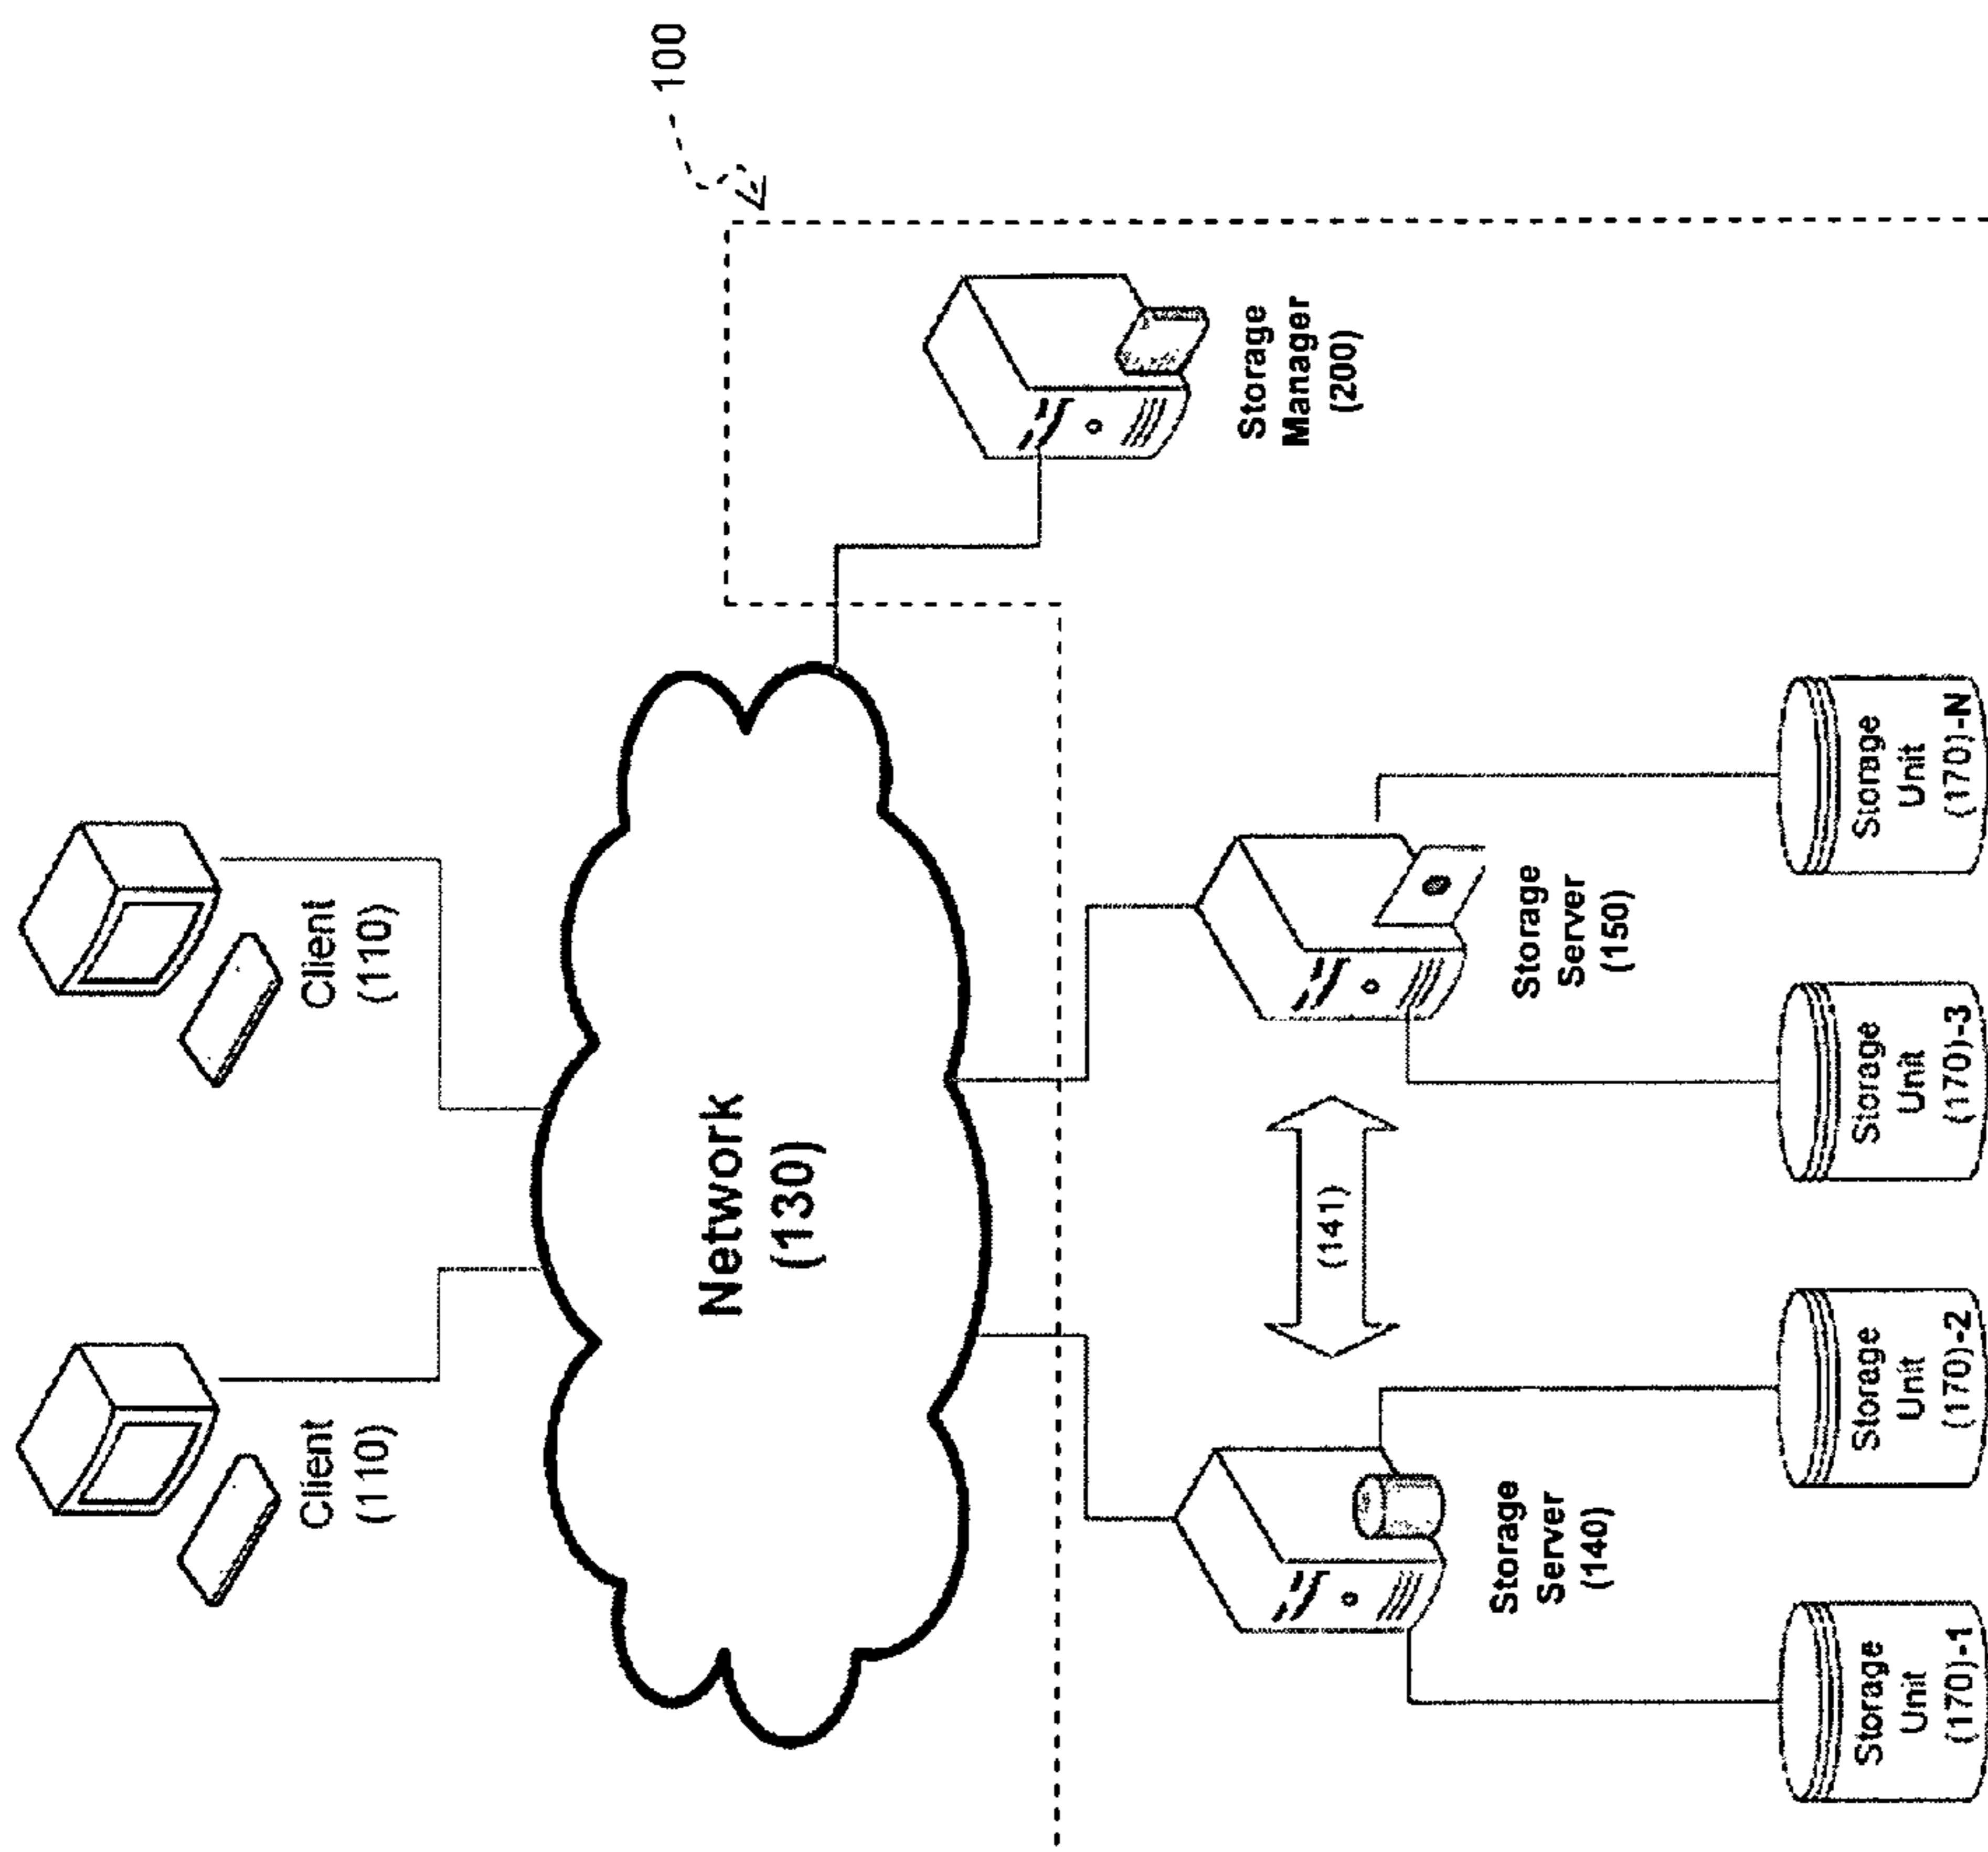 100
Client
(110)
Client
(110)
Network
(130)
Storage
Manager
(200)
(141)
Storage
Server
(140)
Storage
Server
(150)
Storage
Unit
(170)-1
Storage
Unit
(170)-2
Storage
Unit
(170)-3
Storage
Unit
(170)-N